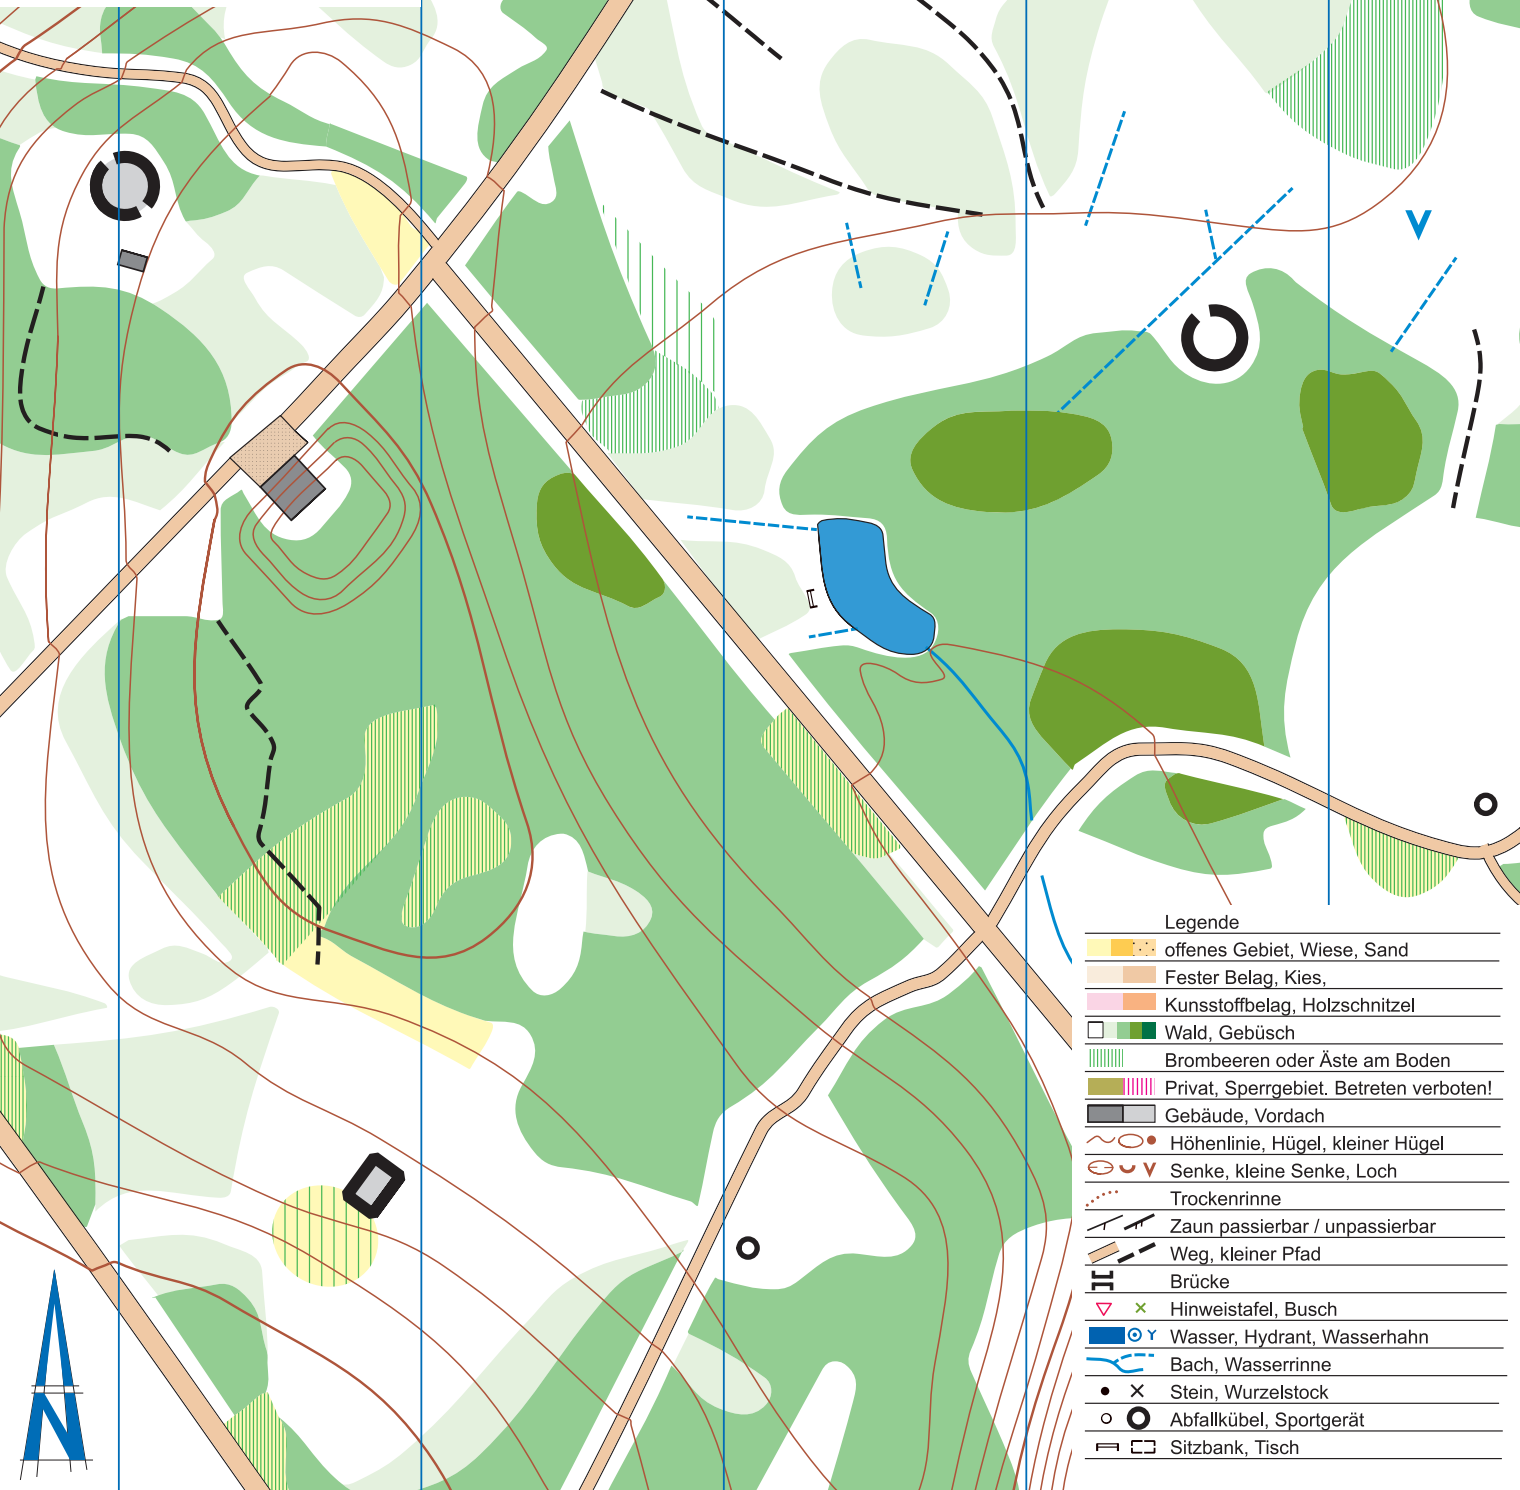 Legende
offenes Gebiet, Wiese, Sand
Fester Belag, Kies,
Kunsstoffbelag, Holzschnitzel
Wald, Gebüsch
Brombeeren oder Äste am Boden
Privat, Sperrgebiet. Betreten verboten!
Gebäude, Vordach
Höhenlinie, Hügel, kleiner Hügel
Senke, kleine Senke, Loch
Trockenrinne
Zaun passierbar / unpassierbar
Weg, kleiner Pfad
Brücke
Hinweistafel, Busch
Wasser, Hydrant, Wasserhahn
Bach, Wasserrinne
Stein, Wurzelstock
Abfallkübel, Sportgerät
Sitzbank, Tisch
N